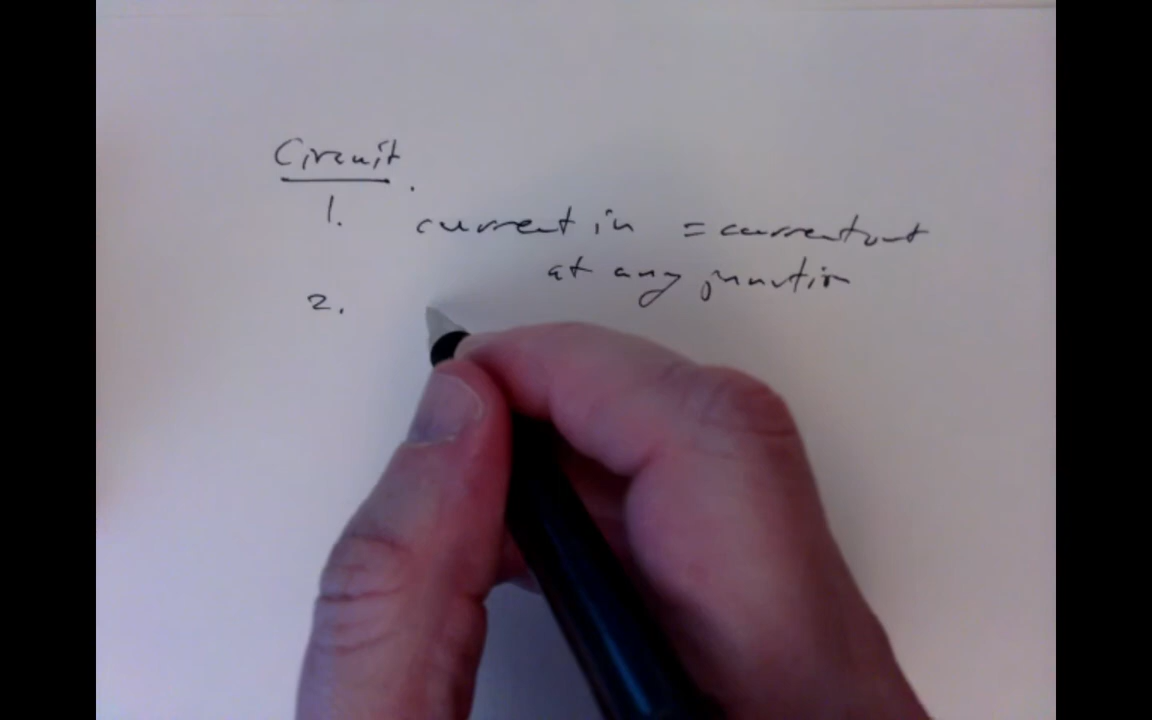 Circuit.
1. current in = current out
at any junction
2.